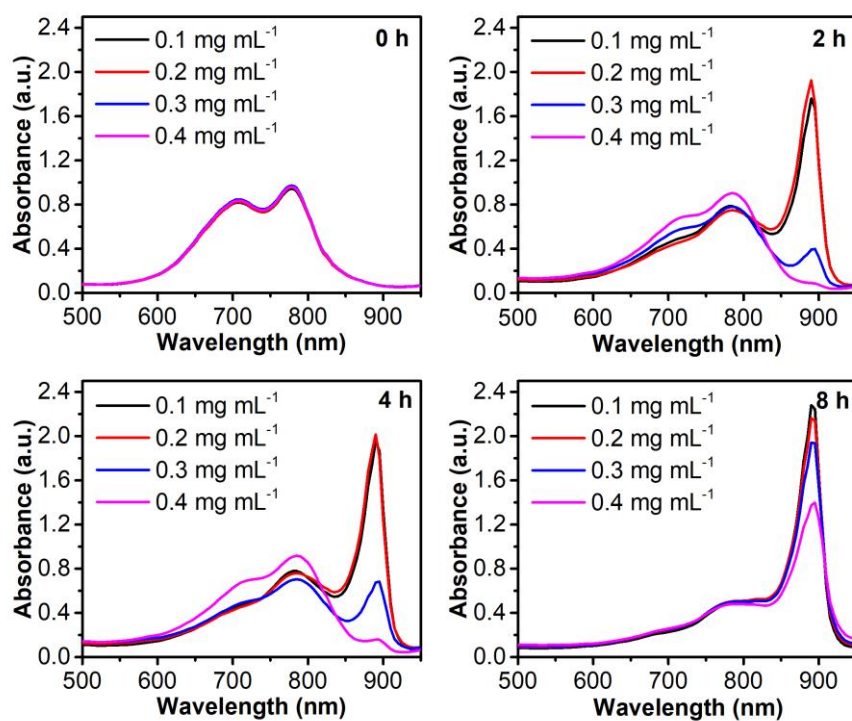 2.4
2.0
1.6
1.2
0.8
0.4
0.0
Absorbance (a.u.)
0.1 mg mL⁻¹
0.2 mg mL⁻¹
0.3 mg mL⁻¹
0.4 mg mL⁻¹
0 h
500 600 700 800 900
Wavelength (nm)
2.4
2.0
1.6
1.2
0.8
0.4
0.0
Absorbance (a.u.)
0.1 mg mL⁻¹
0.2 mg mL⁻¹
0.3 mg mL⁻¹
0.4 mg mL⁻¹
2 h
500 600 700 800 900
Wavelength (nm)
2.4
2.0
1.6
1.2
0.8
0.4
0.0
Absorbance (a.u.)
0.1 mg mL⁻¹
0.2 mg mL⁻¹
0.3 mg mL⁻¹
0.4 mg mL⁻¹
4 h
500 600 700 800 900
Wavelength (nm)
2.4
2.0
1.6
1.2
0.8
0.4
0.0
Absorbance (a.u.)
0.1 mg mL⁻¹
0.2 mg mL⁻¹
0.3 mg mL⁻¹
0.4 mg mL⁻¹
8 h
500 600 700 800 900
Wavelength (nm)